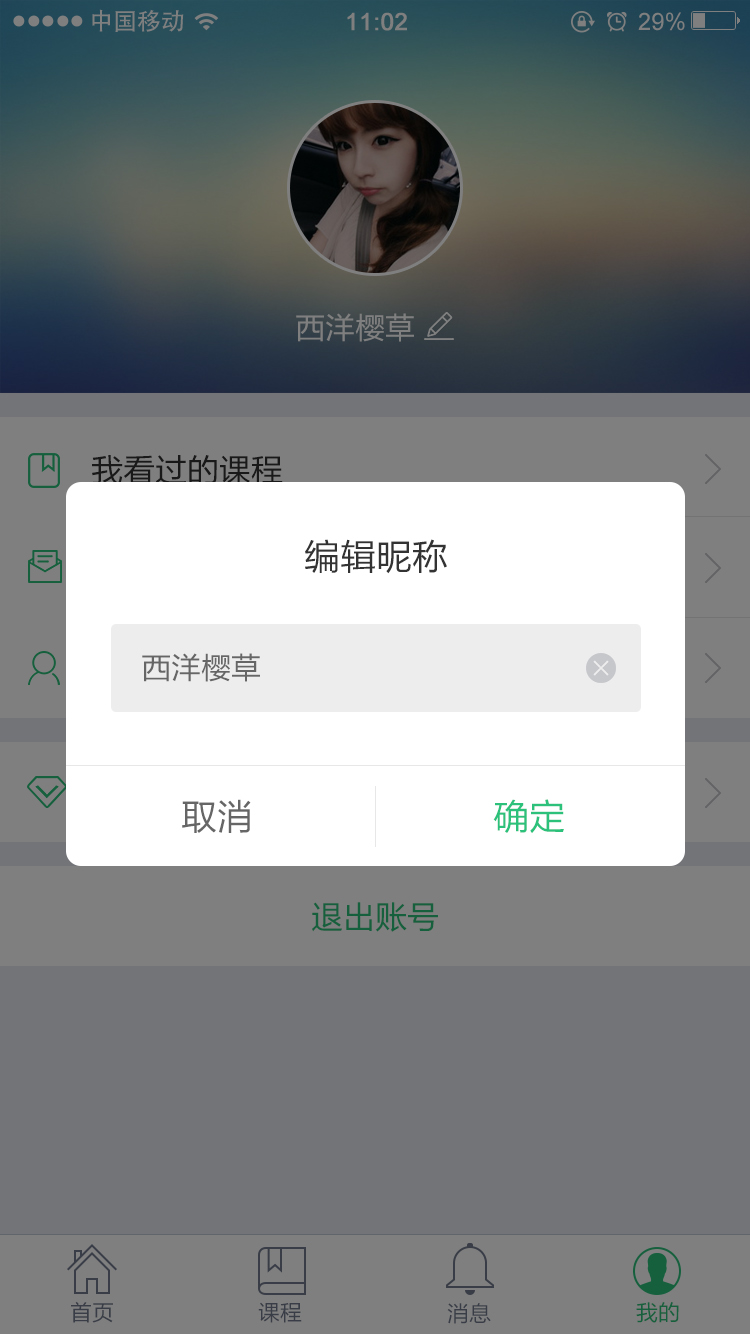 中国移动 11:02 29%
西洋樱草
我看过的课程
编辑昵称
西洋樱草
取消 确定
退出账号
首页 课程 消息 我的